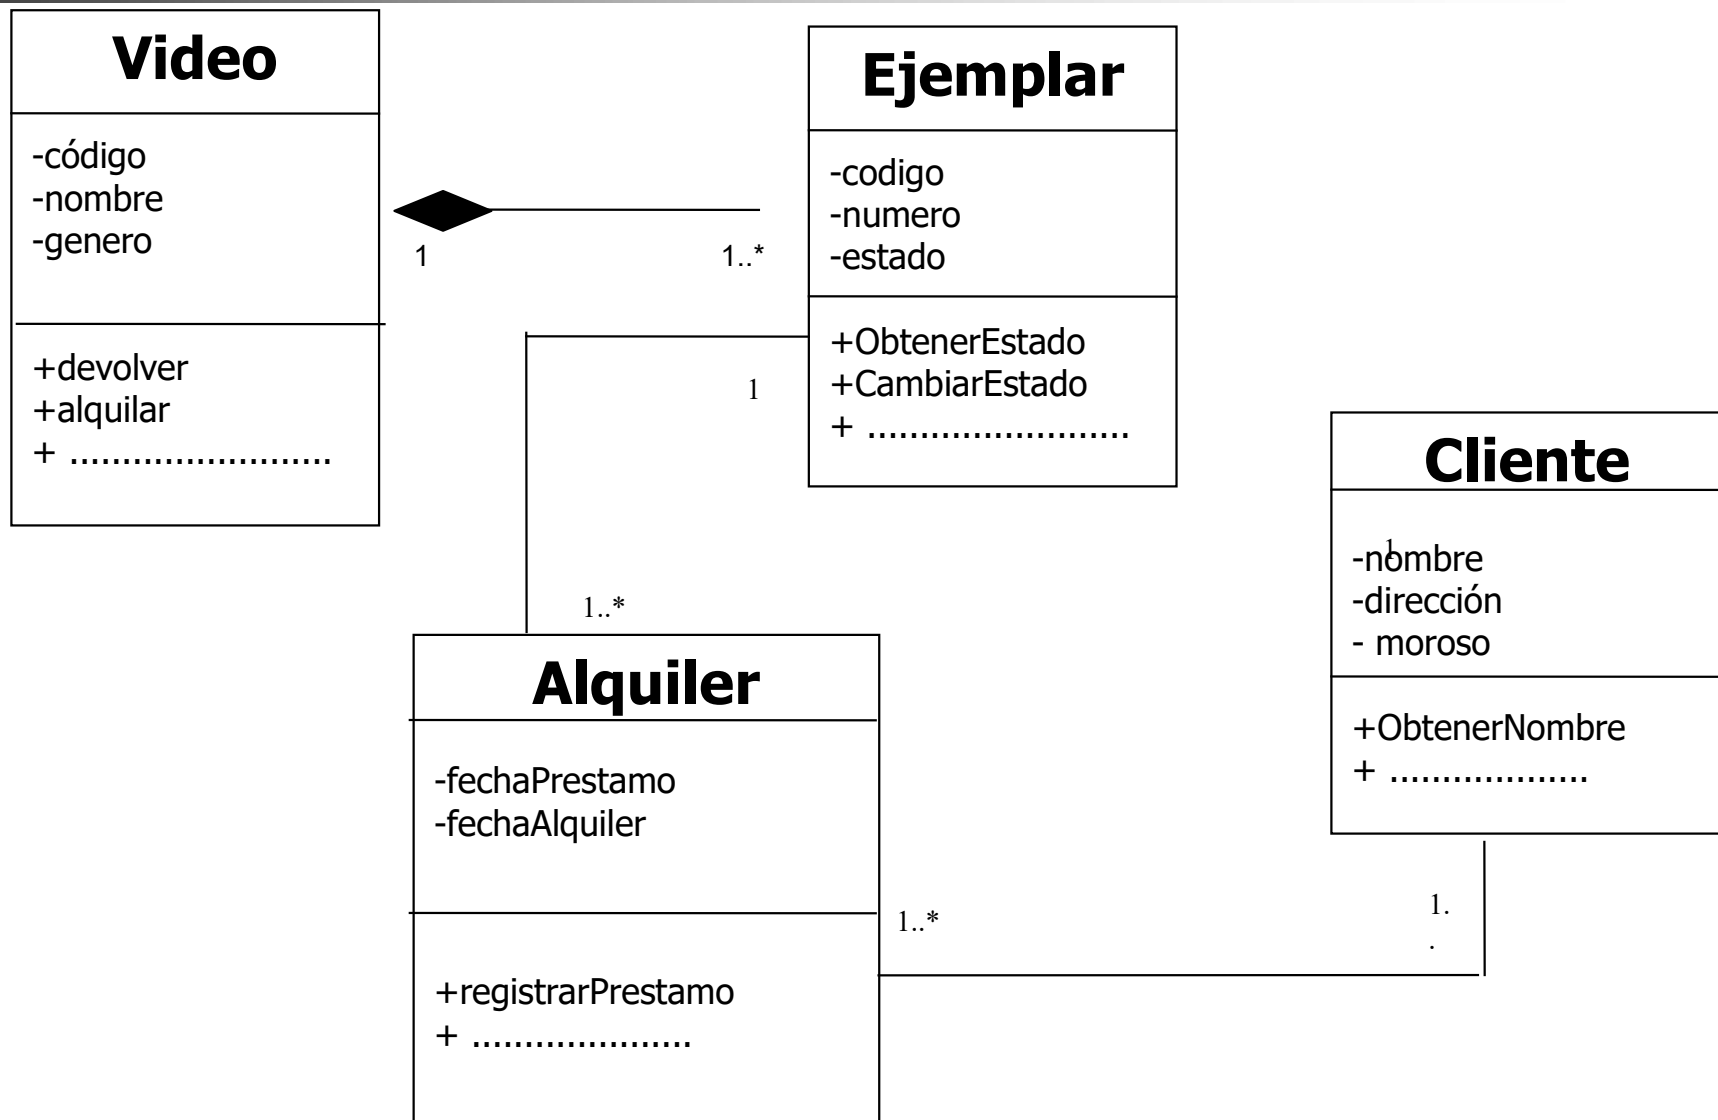 Video
-código
-nombre
-genero
+devolver
+alquilar
+ .........................
1
1..*
Ejemplar
-codigo
-numero
-estado
+ObtenerEstado
+CambiarEstado
+ .........................
1
1..*
Cliente
1
-nombre
-dirección
- moroso
+ObtenerNombre
+ ...................
Alquiler
-fechaPrestamo
-fechaAlquiler
+registrarPrestamo
+ .....................
1..*
1.
.